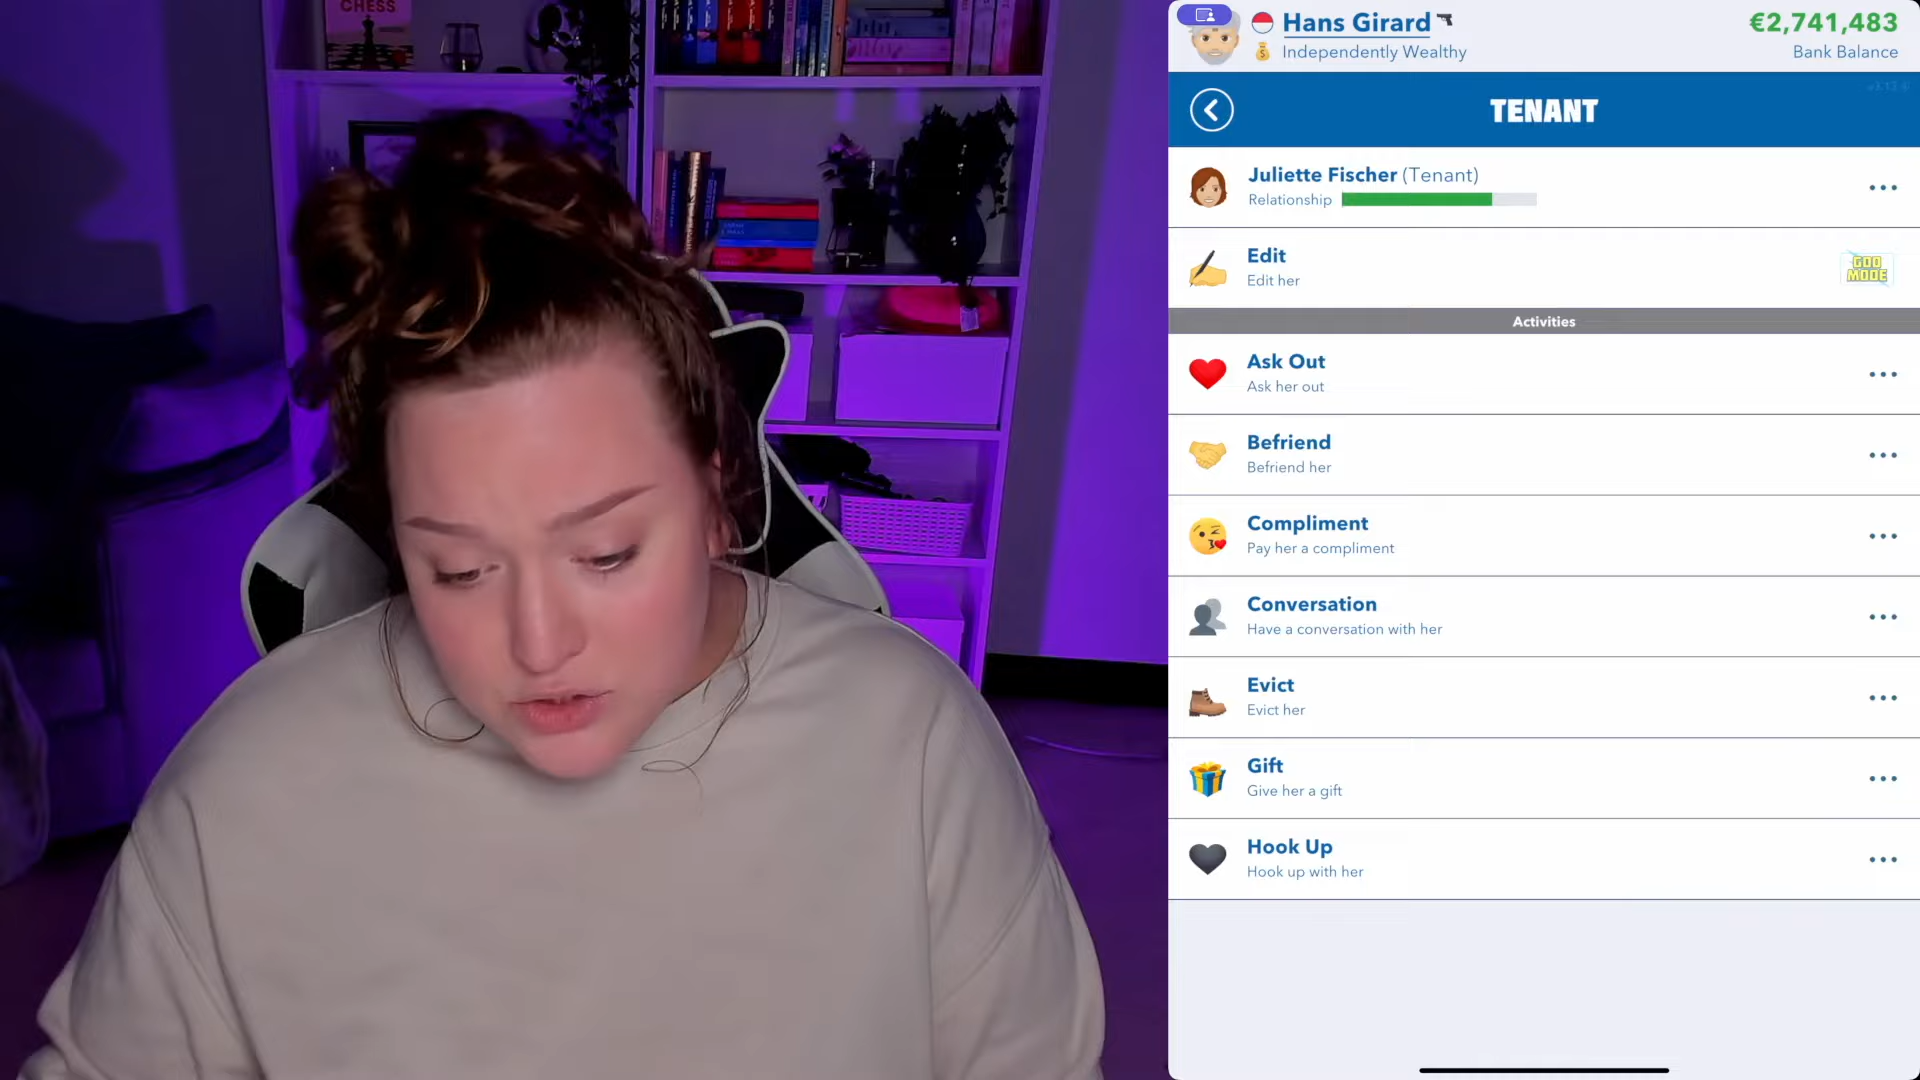 CHESS
Hans Girard
Independently Wealthy
€2,741,483
Bank Balance
TENANT
Juliette Fischer (Tenant)
Relationship
Edit
Edit her
GOD
MODE
Activities
Ask Out
Ask her out
Befriend
Befriend her
Compliment
Pay her a compliment
Conversation
Have a conversation with her
Evict
Evict her
Gift
Give her a gift
Hook Up
Hook up with her